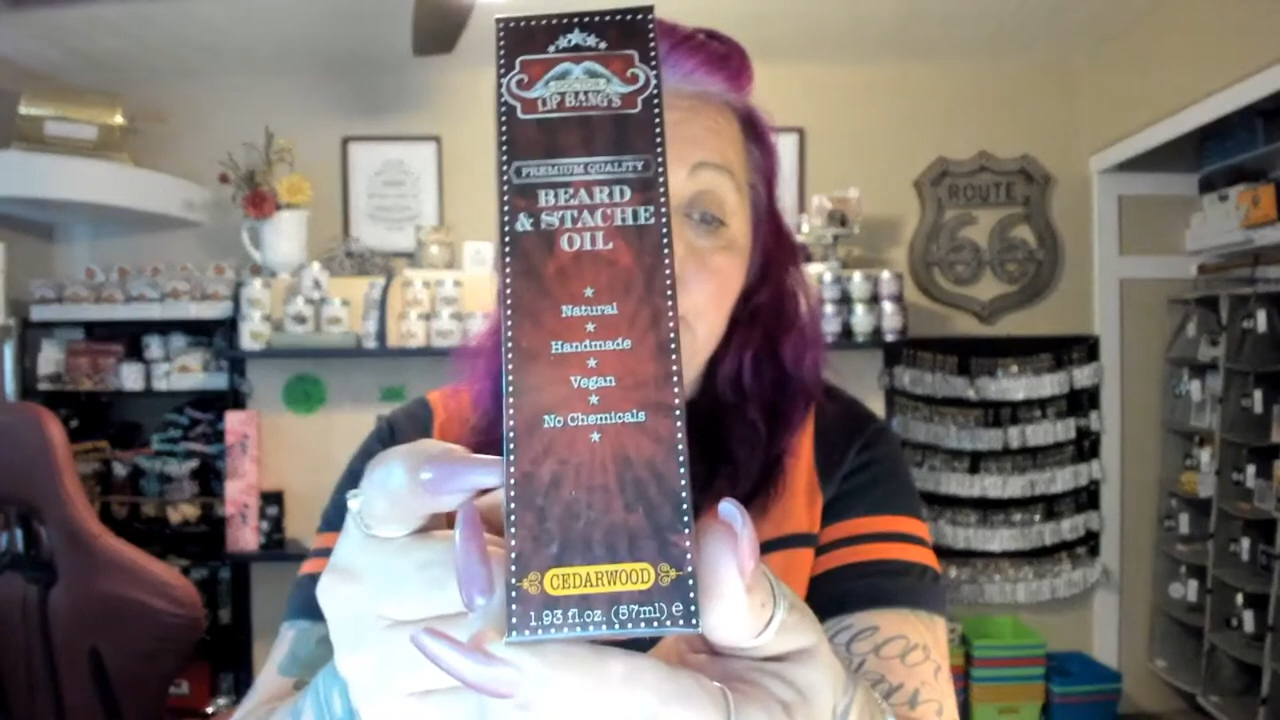 DOCTOR
LIP BANG'S
PREMIUM QUALITY
BEARD
& STACHE
OIL
Natural
Handmade
Vegan
No Chemicals
CEDARWOOD
1.93 fl.oz. (57ml) e
ROUTE
66